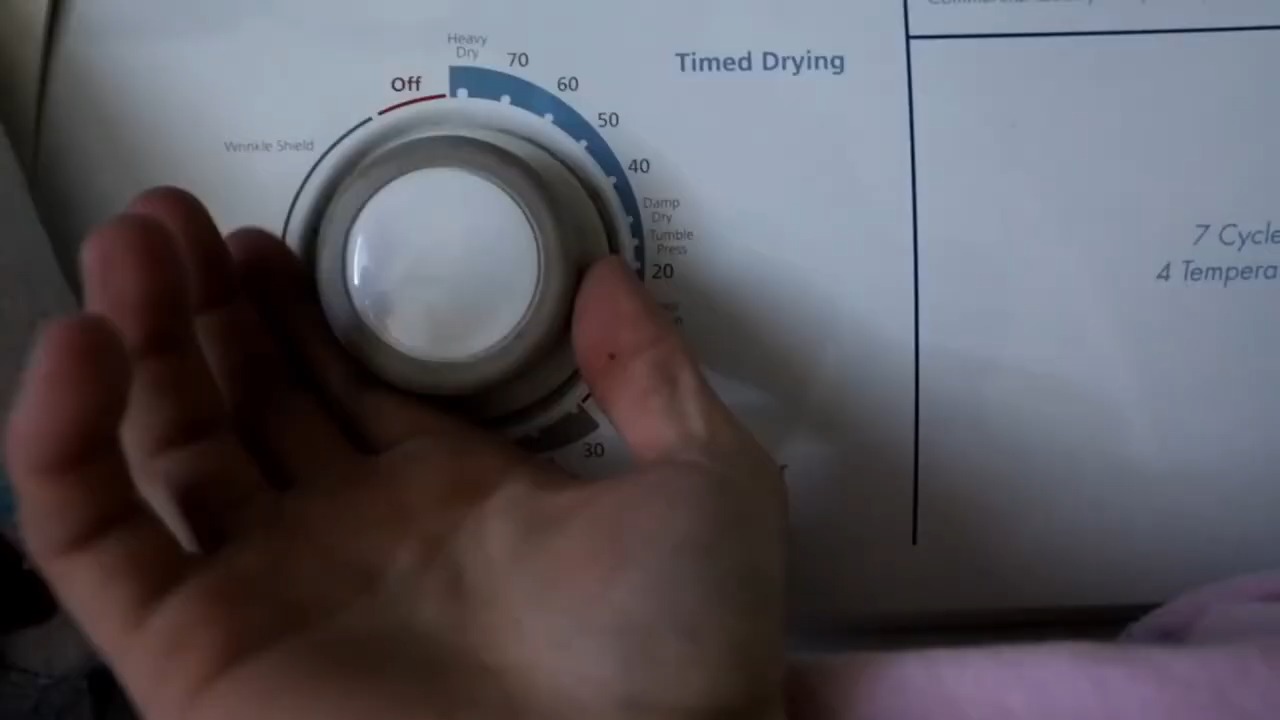 Heavy
Dry
70
60
50
40
Off
Wrinkle Shield
Timed Drying
Damp
Dry
Tumble
Press
20
30
7 Cycle
4 Tempera